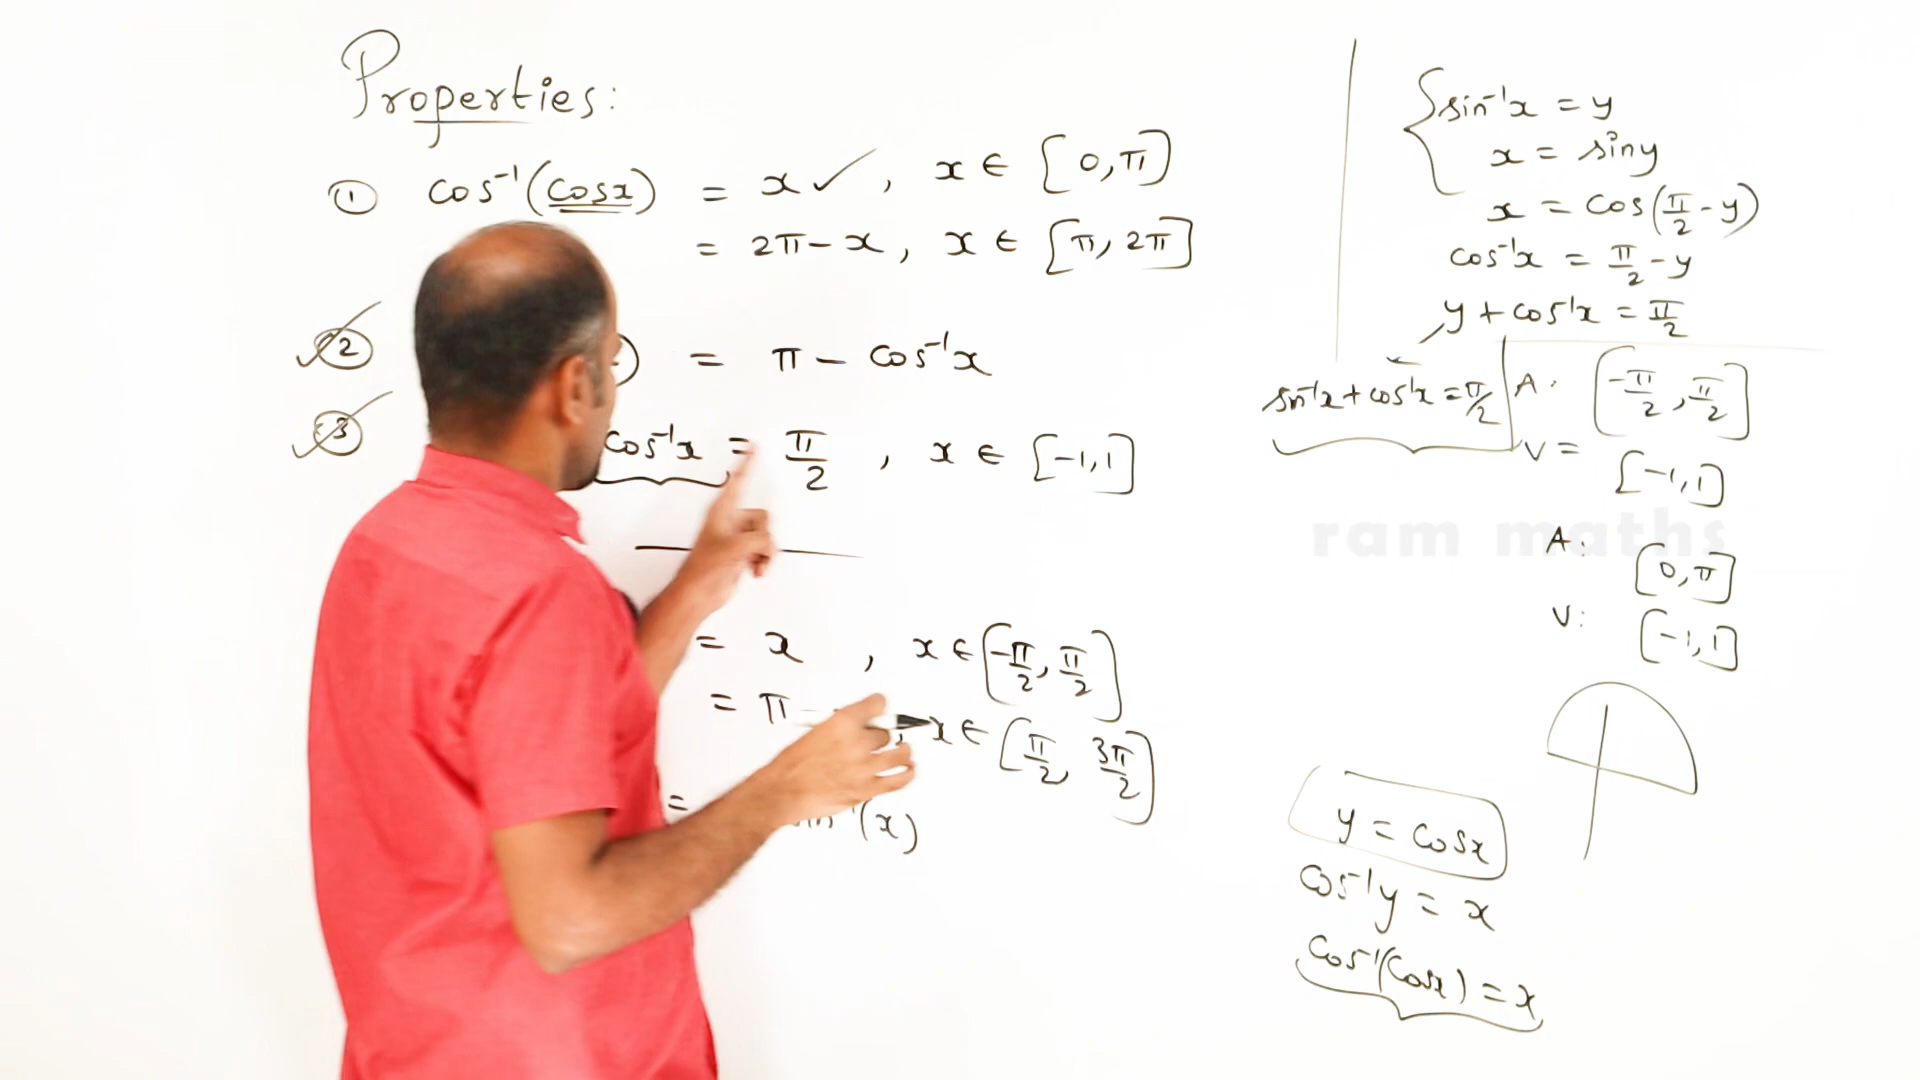 Properties:
① cos⁻¹(cosx) = x ✓ , x ∈ [0,π]
= 2π-x , x ∈ [π, 2π]
② ) = π - cos⁻¹x
③ cos⁻¹x = π/2 , x ∈ [-1,1]
= x , x ∈ [-π/2, π/2]
= π- x ∈ [π/2, 3π/2]
= (x)
sin⁻¹x = y
x = siny
x = cos(π/2-y)
cos⁻¹x = π/2-y
y + cos⁻¹x = π/2
sin⁻¹x + cos⁻¹x = π/2
A: [-π/2, π/2]
V = [-1,1]
ram maths
A: [0,π]
V: [-1,1]
y = cosx
cos⁻¹y = x
cos⁻¹(cosx) = x